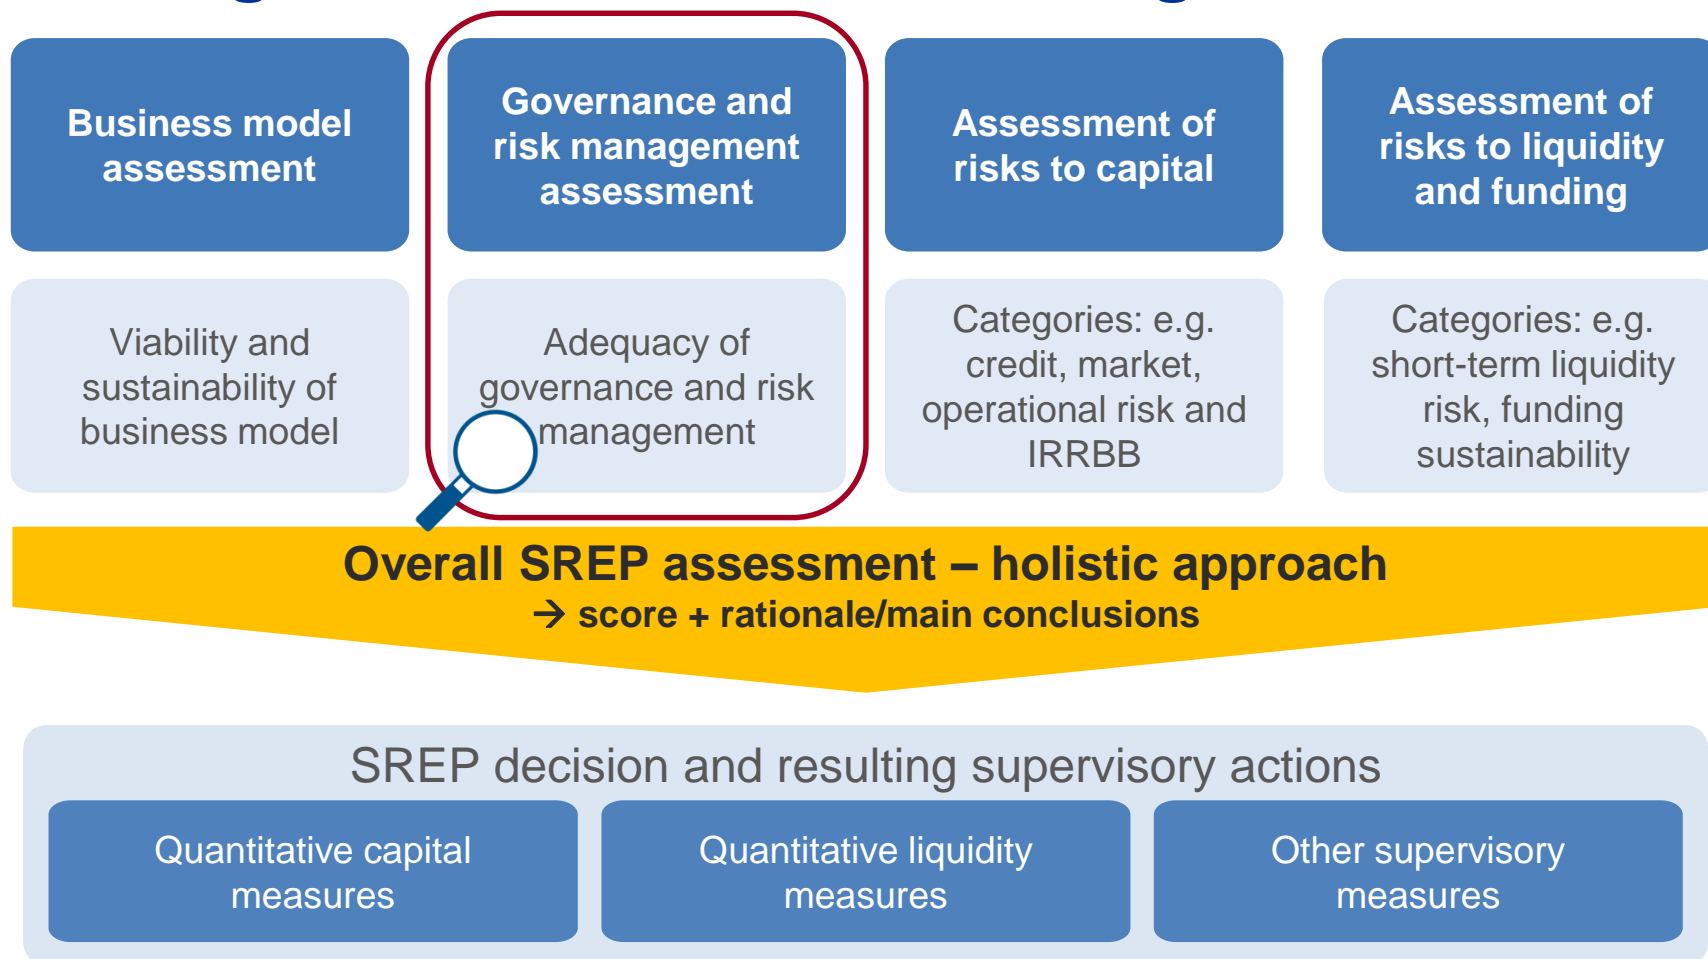 Business model
assessment
Governance and
risk management
assessment
Assessment of
risks to capital
Assessment of
risks to liquidity
and funding
Viability and
sustainability of
business model
Adequacy of
governance and risk
management
Categories: e.g.
credit, market,
operational risk and
IRRBB
Categories: e.g.
short-term liquidity
risk, funding
sustainability
Overall SREP assessment – holistic approach
→ score + rationale/main conclusions
SREP decision and resulting supervisory actions
Quantitative capital
measures
Quantitative liquidity
measures
Other supervisory
measures